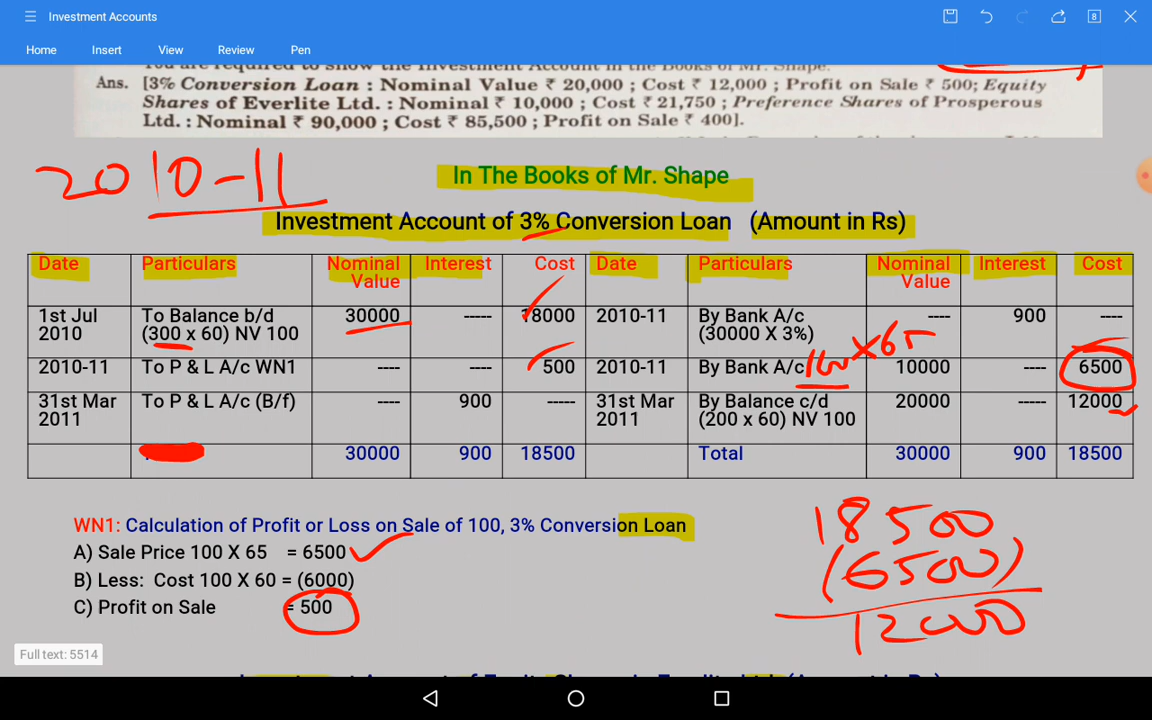 Investment Accounts
8
Home Insert View Review Pen
Ans. [3% Conversion Loan : Nominal Value ₹ 20,000 ; Cost ₹ 12,000 ; Profit on Sale ₹ 500; Equity
Shares of Everlite Ltd. : Nominal ₹ 10,000 ; Cost ₹ 21,750 ; Preference Shares of Prosperous
Ltd. : Nominal ₹ 90,000 ; Cost ₹ 85,500 ; Profit on Sale ₹ 400].
2010-11
In The Books of Mr. Shape
Investment Account of 3% Conversion Loan (Amount in Rs)
Date Particulars Nominal Value Interest Cost Date Particulars Nominal Value Interest Cost
1st Jul 2010 To Balance b/d (300 x 60) NV 100 30000 ----- 18000 2010-11 By Bank A/c (30000 X 3%) ---- 900 ----
2010-11 To P & L A/c WN1 ---- ---- 500 2010-11 By Bank A/c 100 x 65 10000 ---- 6500
31st Mar 2011 To P & L A/c (B/f) ---- 900 ----- 31st Mar 2011 By Balance c/d (200 x 60) NV 100 20000 ----- 12000
30000 900 18500 Total 30000 900 18500
WN1: Calculation of Profit or Loss on Sale of 100, 3% Conversion Loan
A) Sale Price 100 X 65 = 6500
B) Less: Cost 100 X 60 = (6000)
C) Profit on Sale = 500
18500
(6500)
12000
Full text: 5514